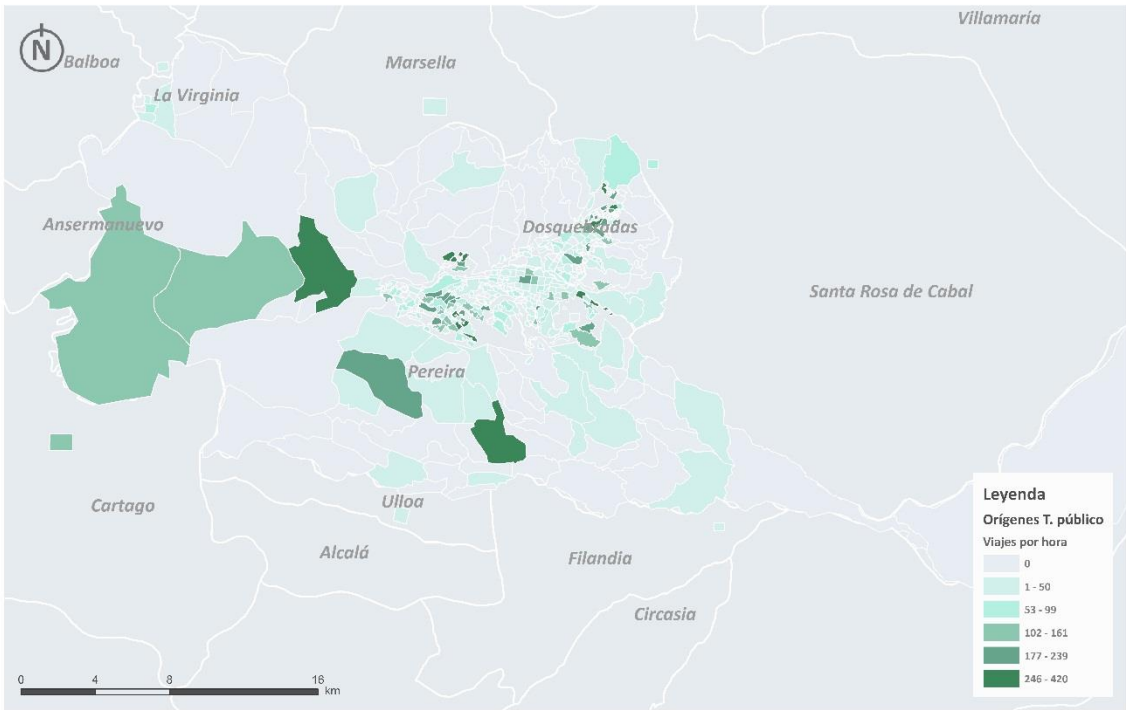 Villamaría
N
Balboa
Marsella
La Virginia
Ansermanuevo
Dosquebradas
Santa Rosa de Cabal
Pereira
Cartago
Ulloa
Alcalá
Filandia
Circasia
Leyenda
Orígenes T. público
Viajes por hora
0
1 - 50
53 - 99
102 - 161
177 - 239
246 - 420
0 4 8 16
km